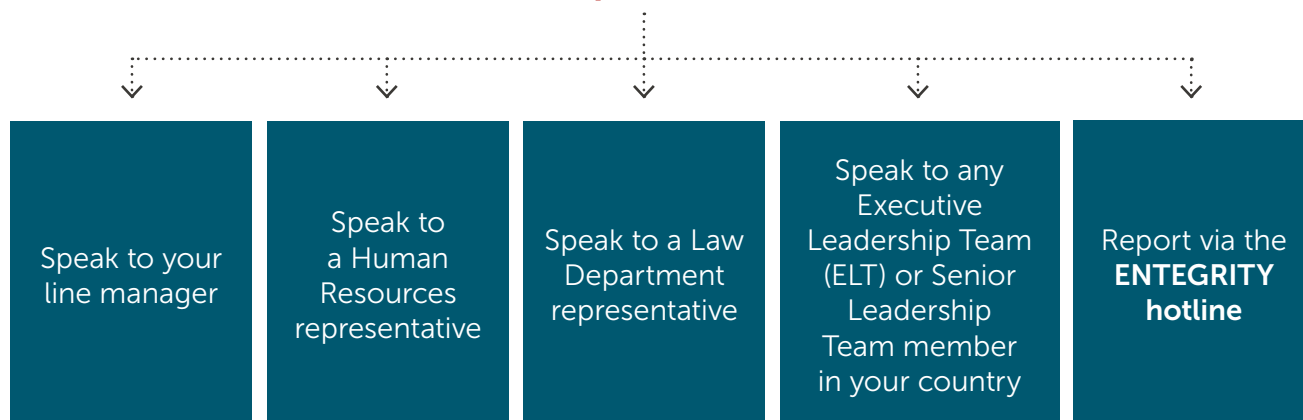 Speak to your
line manager
Speak to
a Human
Resources
representative
Speak to a Law
Department
representative
Speak to any
Executive
Leadership Team
(ELT) or Senior
Leadership
Team member
in your country
Report via the
ENTEGRITY
hotline